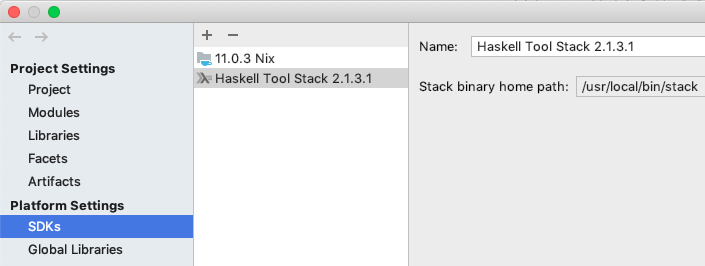 Project Settings
Project
Modules
Libraries
Facets
Artifacts
Platform Settings
SDKs
Global Libraries
11.0.3 Nix
Haskell Tool Stack 2.1.3.1
Name: Haskell Tool Stack 2.1.3.1
Stack binary home path: /usr/local/bin/stack